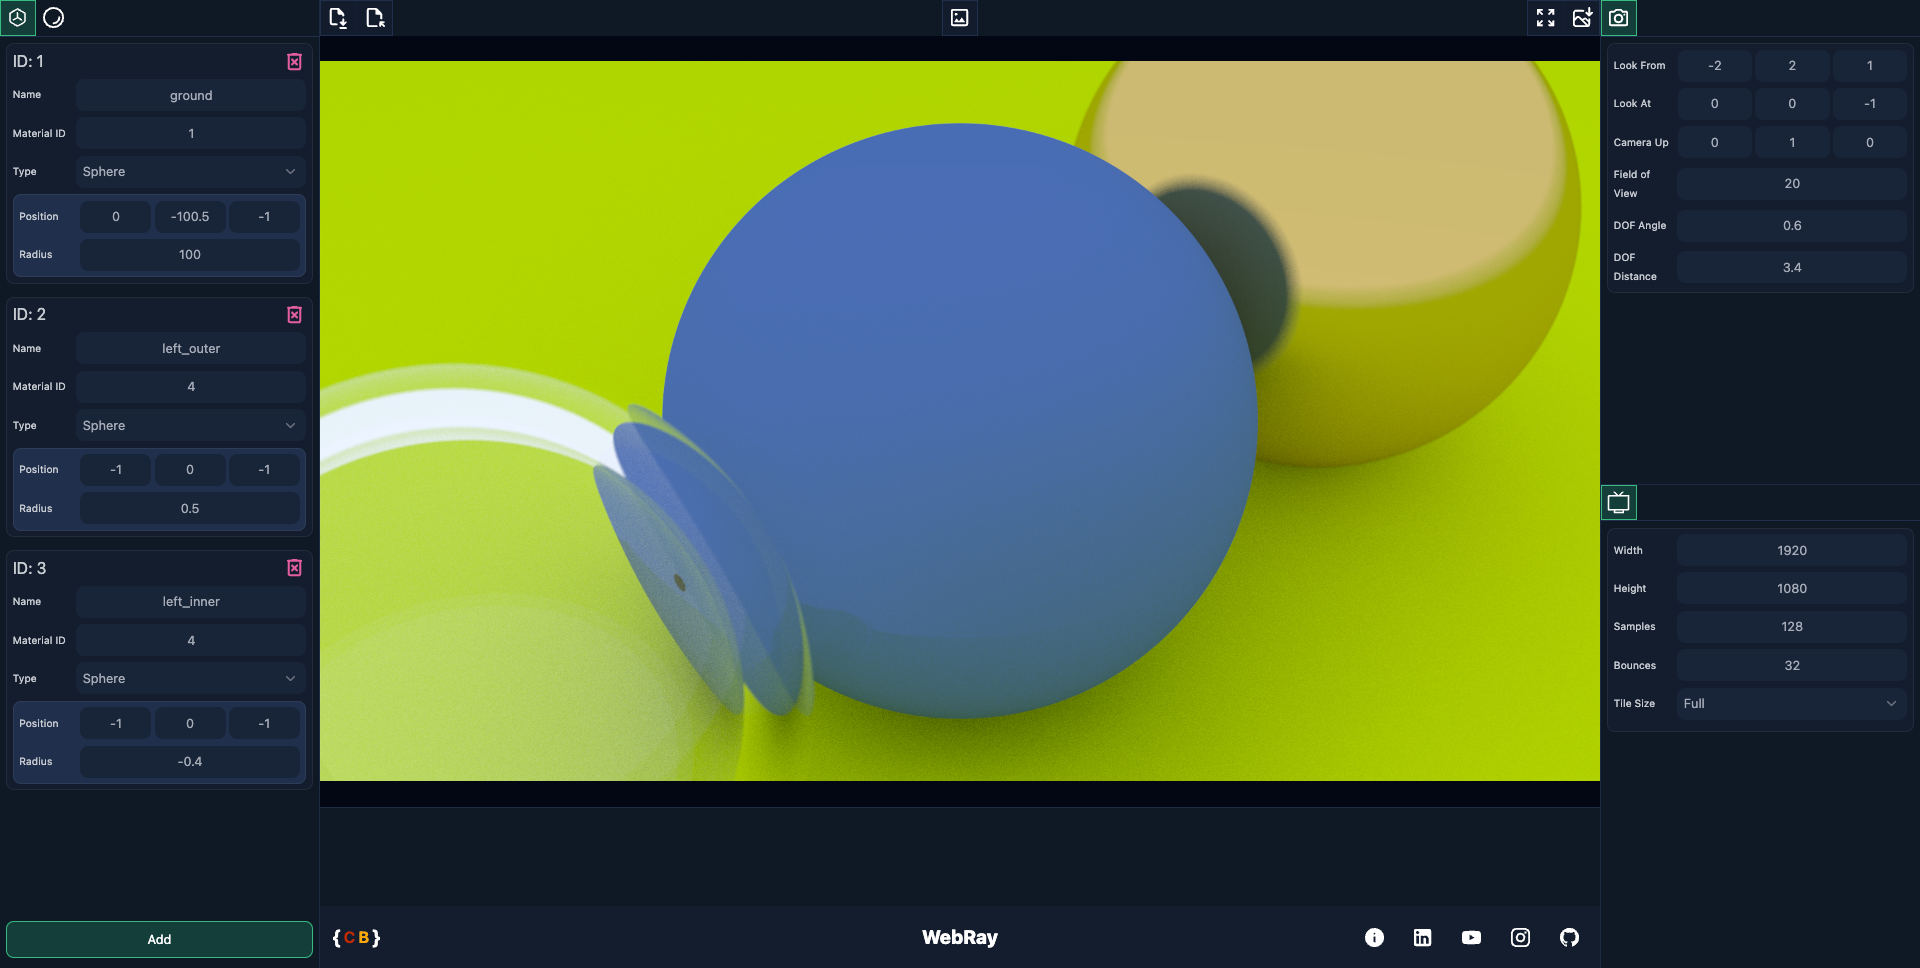 ID: 1
Name ground
Material ID 1
Type Sphere
Position 0 -100.5 -1
Radius 100
ID: 2
Name left_outer
Material ID 4
Type Sphere
Position -1 0 -1
Radius 0.5
ID: 3
Name left_inner
Material ID 4
Type Sphere
Position -1 0 -1
Radius -0.4
Add
{CB}
WebRay
Look From -2 2 1
Look At 0 0 -1
Camera Up 0 1 0
Field of
View 20
DOF Angle 0.6
DOF
Distance 3.4
Width 1920
Height 1080
Samples 128
Bounces 32
Tile Size Full